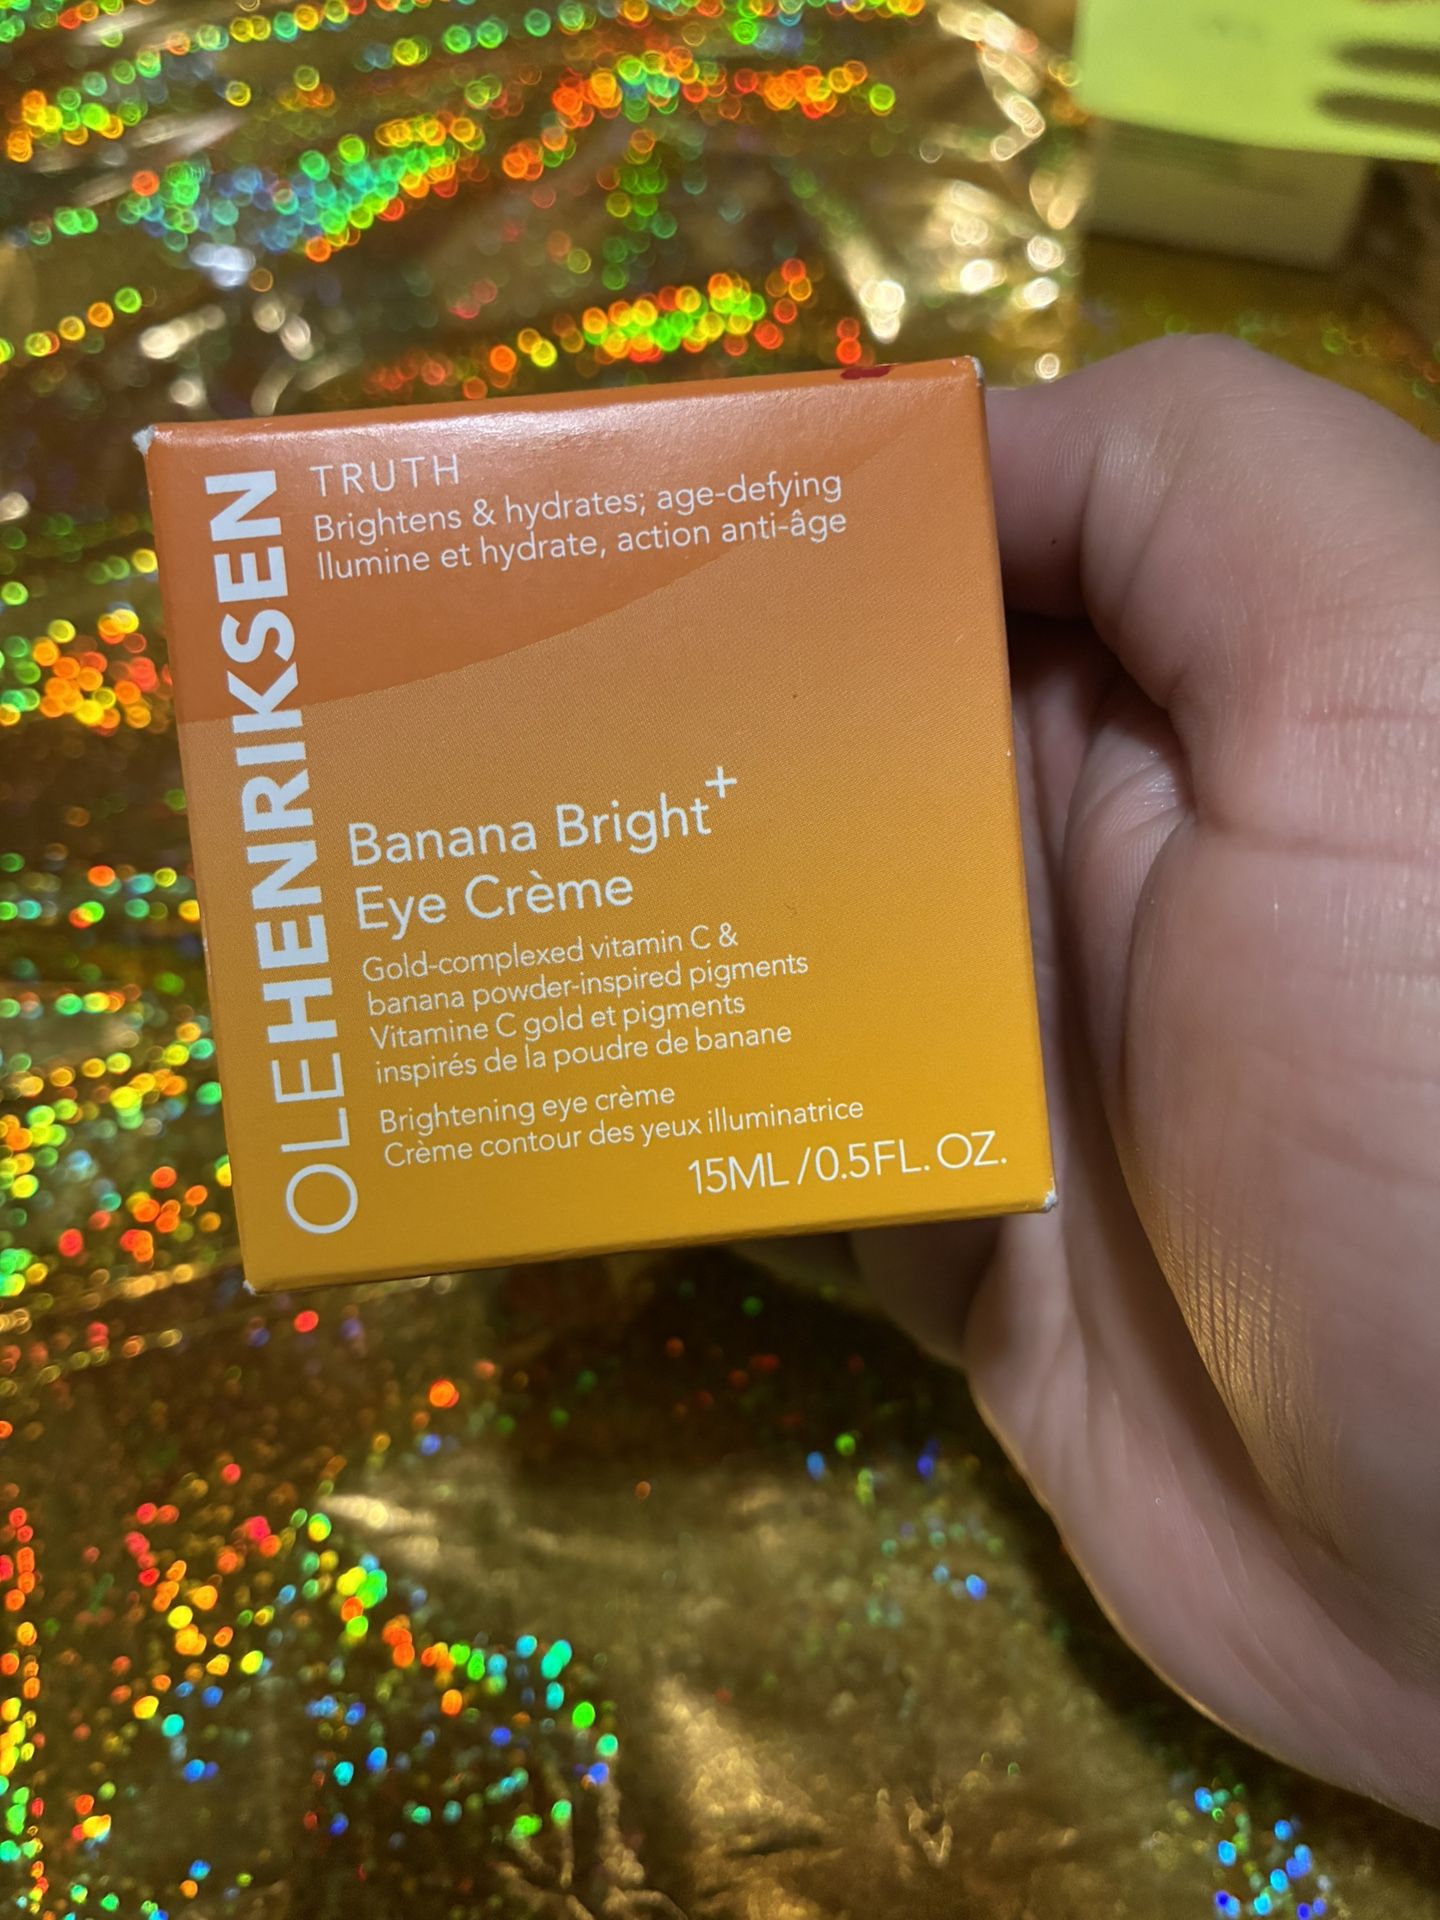 OLEHENRIKSEN
TRUTH
Brightens & hydrates; age-defying
Ilumine et hydrate, action anti-âge
Banana Bright+
Eye Crème
Gold-complexed vitamin C &
banana powder-inspired pigments
Vitamine C gold et pigments
inspirés de la poudre de banane
Brightening eye crème
Crème contour des yeux illuminatrice
15ML/0.5FL. OZ.